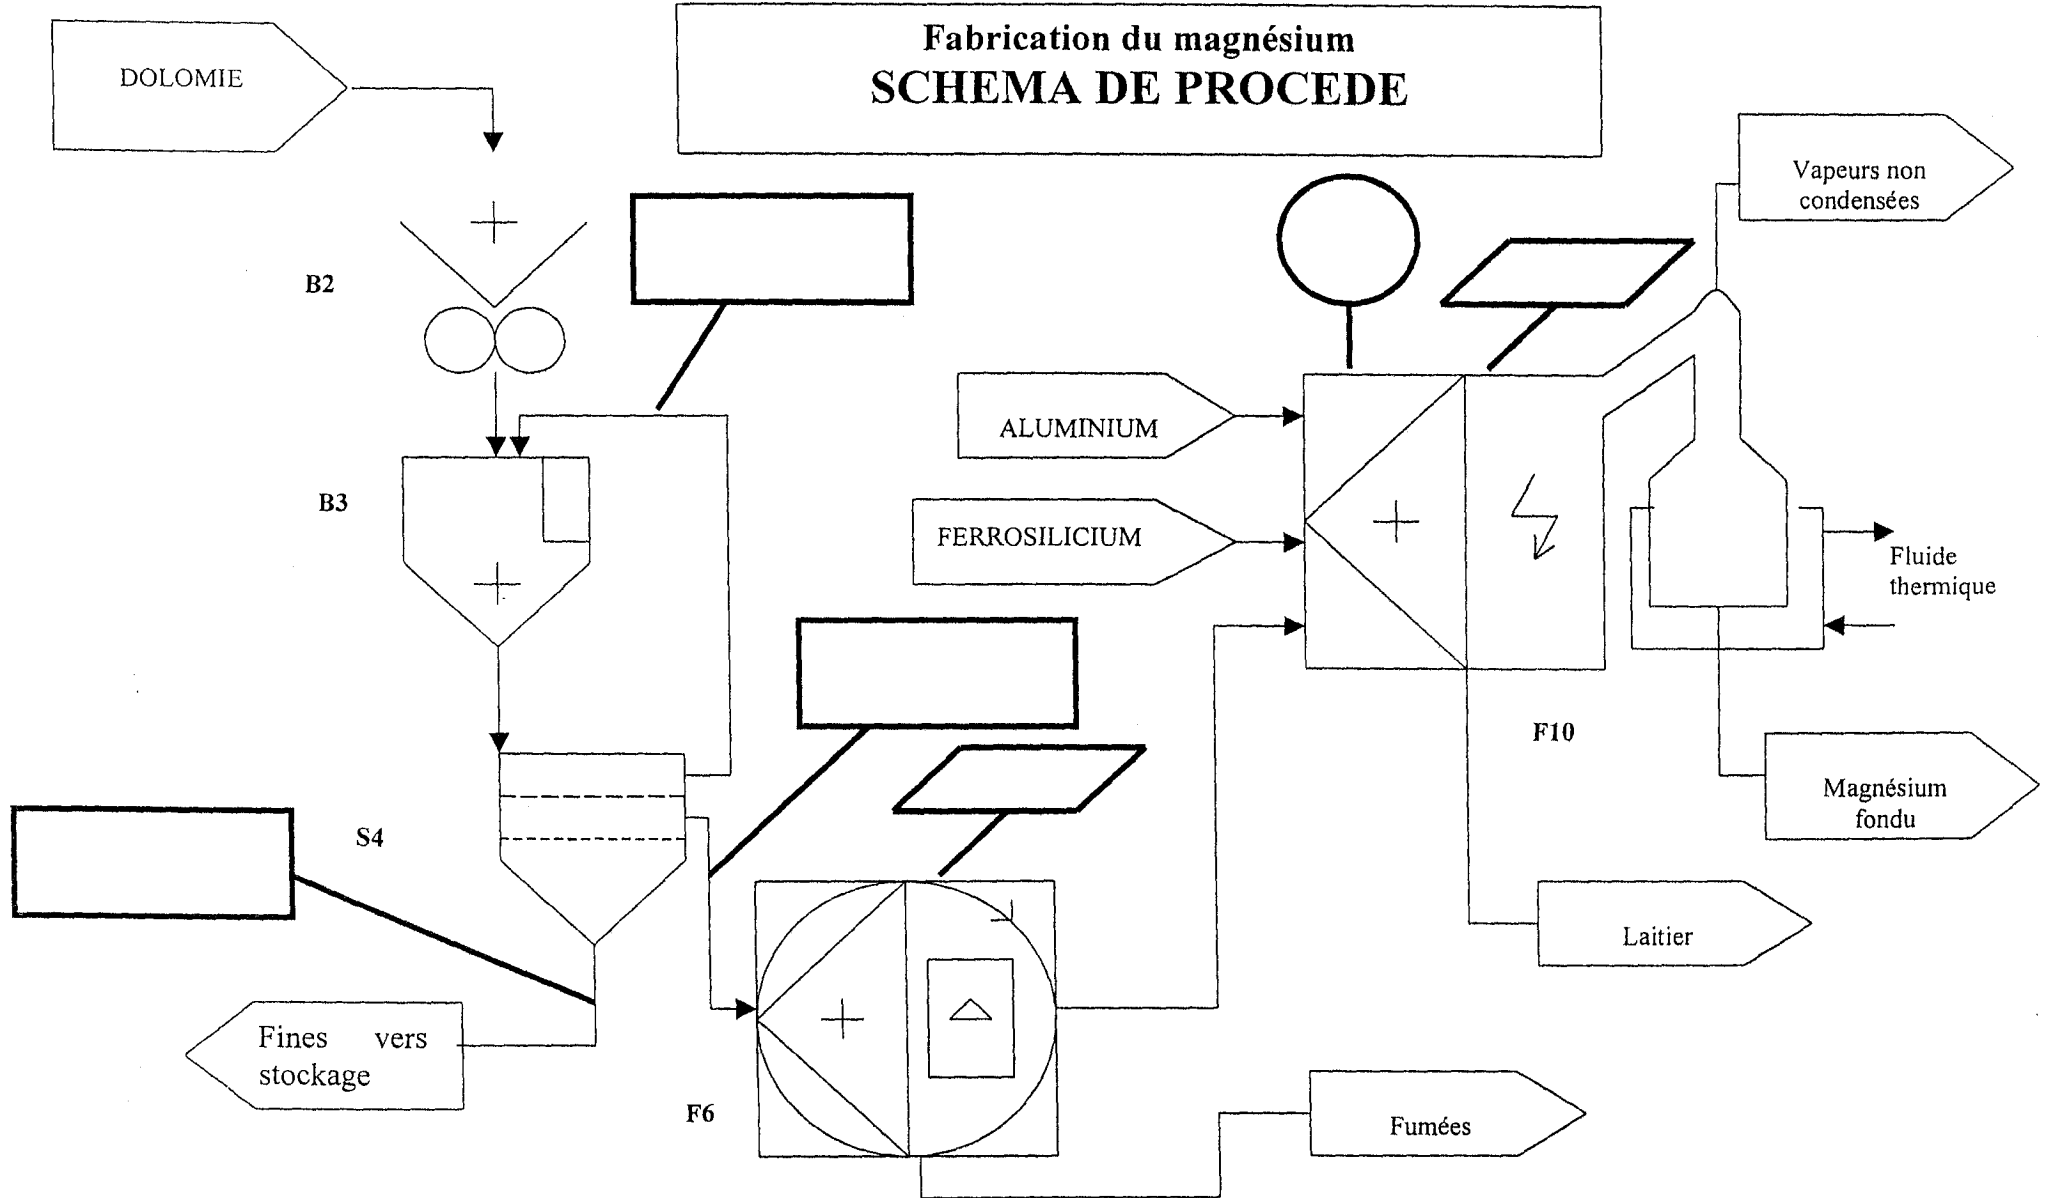 Fabrication du magnésium
SCHEMA DE PROCEDE
DOLOMIE
Vapeurs non
condensées
B2
ALUMINIUM
B3
FERROSILICIUM
Fluide
thermique
F10
Magnésium
fondu
S4
Laitier
Fines vers
stockage
F6
Fumées